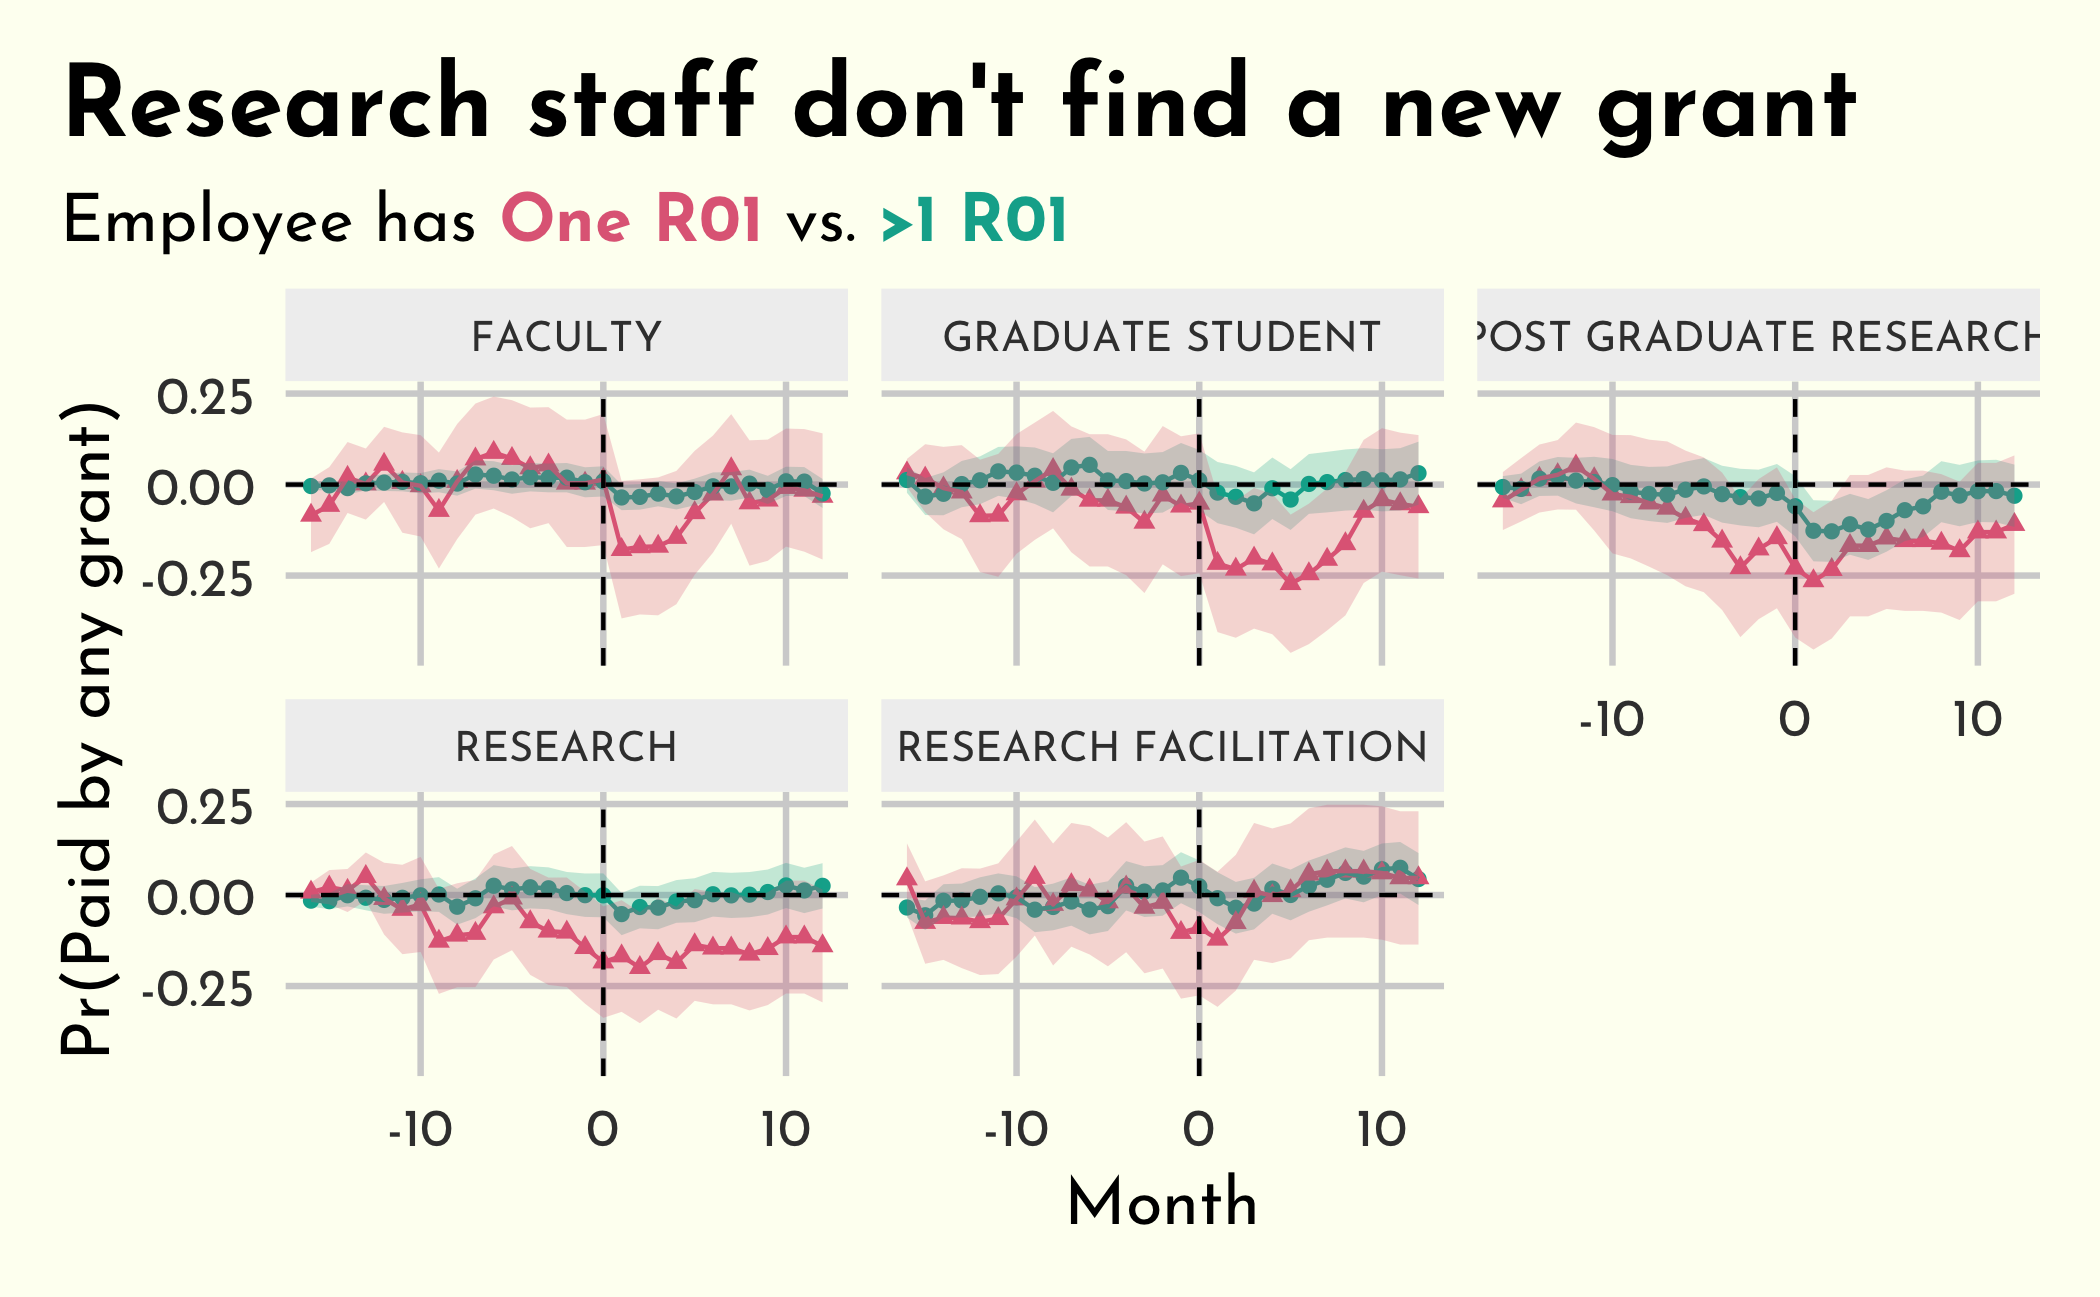 Research staff don't find a new grant
Employee has One R01 vs. >1 R01
FACULTY
GRADUATE STUDENT
POST GRADUATE RESEARCH
Pr(Paid by any grant)
0.25
0.00
-0.25
-10 0 10
RESEARCH
RESEARCH FACILITATION
0.25
0.00
-0.25
-10 0 10
-10 0 10
Month